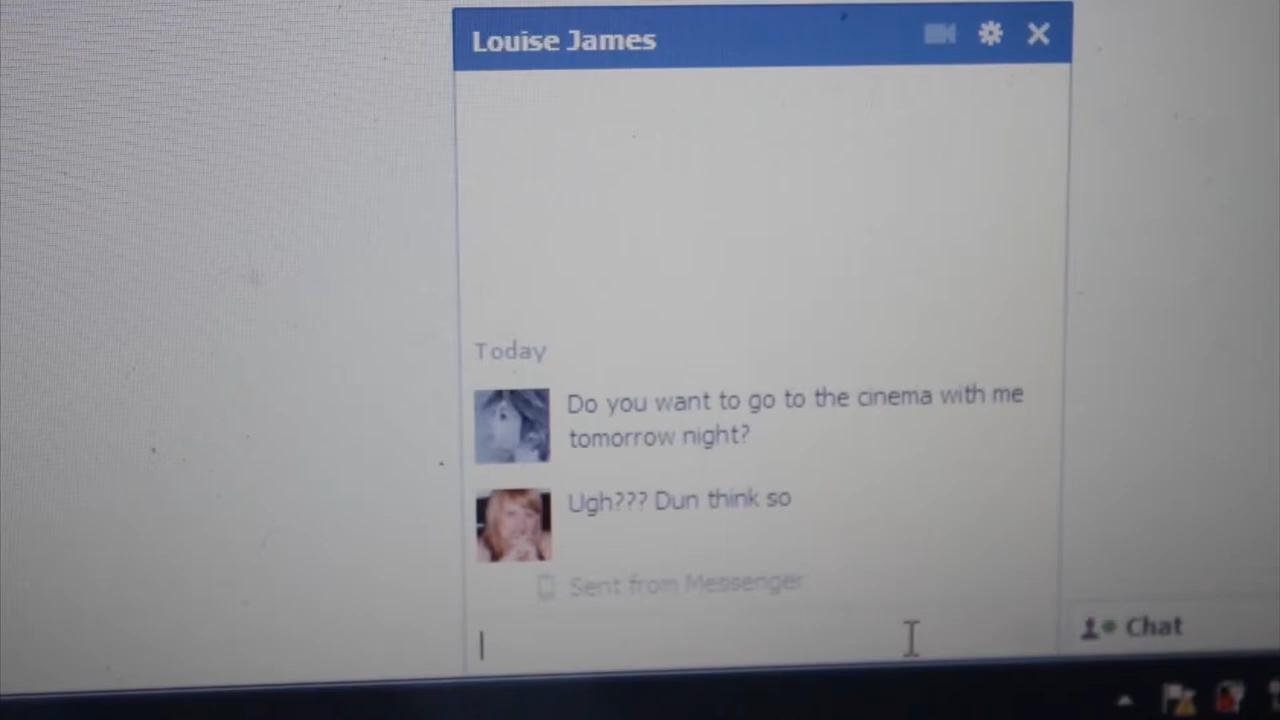 Louise James
Today
Do you want to go to the cinema with me
tomorrow night?
Ugh??? Dun think so
Sent from Messenger
Chat